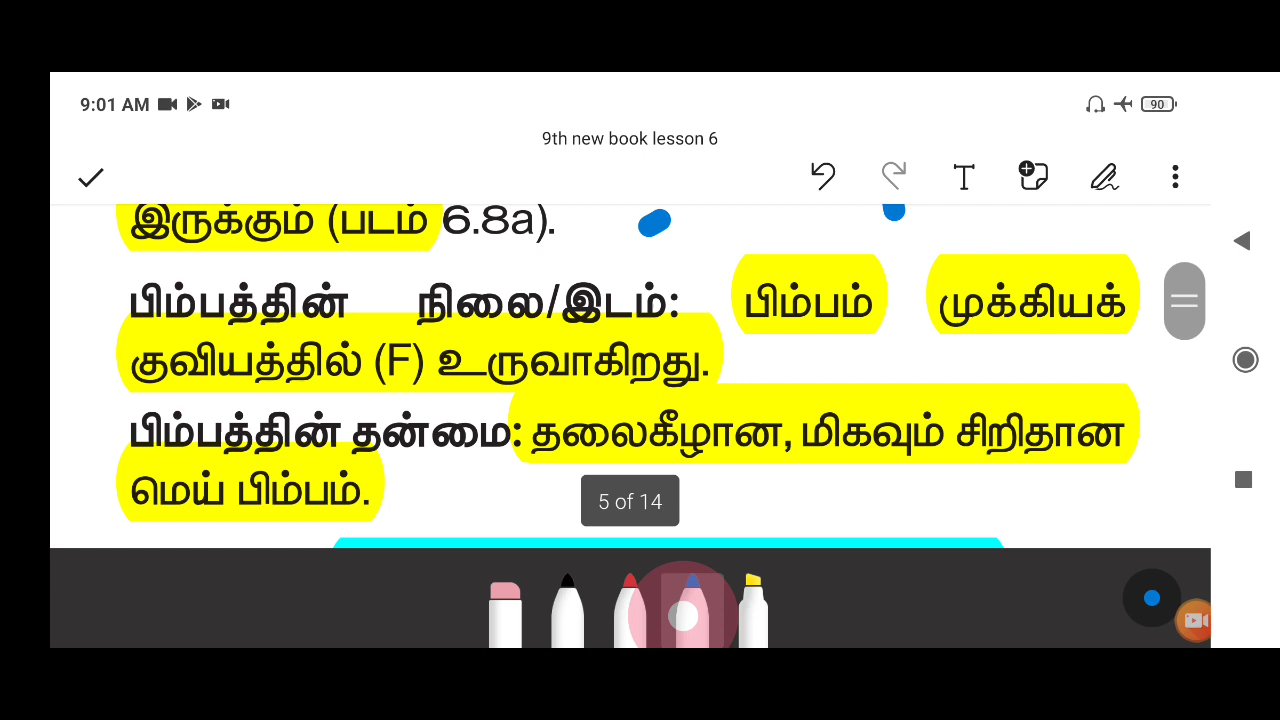 9:01 AM
90
9th new book lesson 6
T
இருக்கும் (படம் 6.8a).
பிம்பத்தின் நிலை/இடம்: பிம்பம் முக்கியக்
குவியத்தில் (F) உருவாகிறது.
பிம்பத்தின் தன்மை: தலைகீழான, மிகவும் சிறிதான
மெய் பிம்பம்.
5 of 14